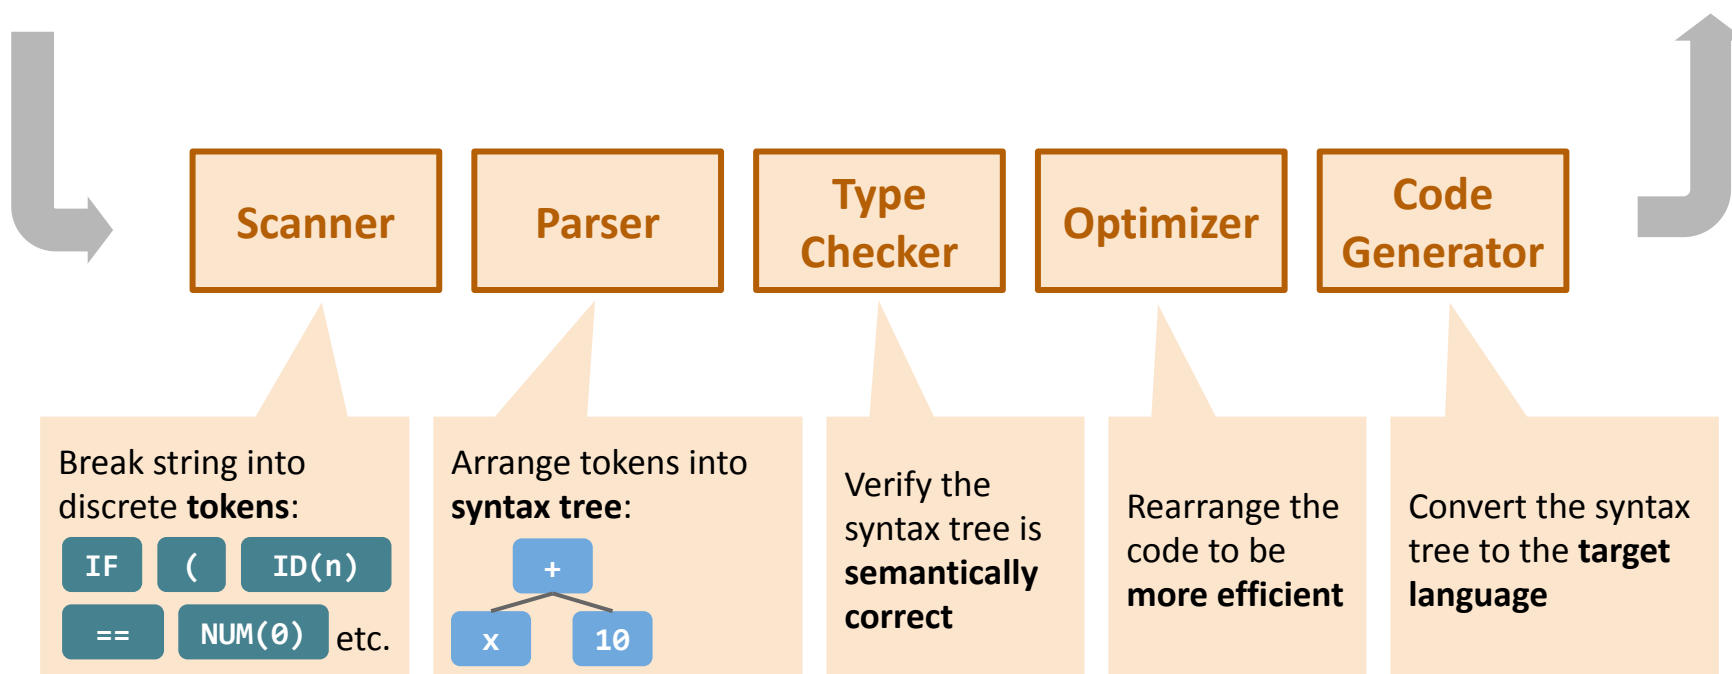 Scanner
Parser
Type
Checker
Optimizer
Code
Generator
Break string into
discrete tokens:
IF ( ID(n)
== NUM(0) etc.
Arrange tokens into
syntax tree:
+
x 10
Verify the
syntax tree is
semantically
correct
Rearrange the
code to be
more efficient
Convert the syntax
tree to the target
language